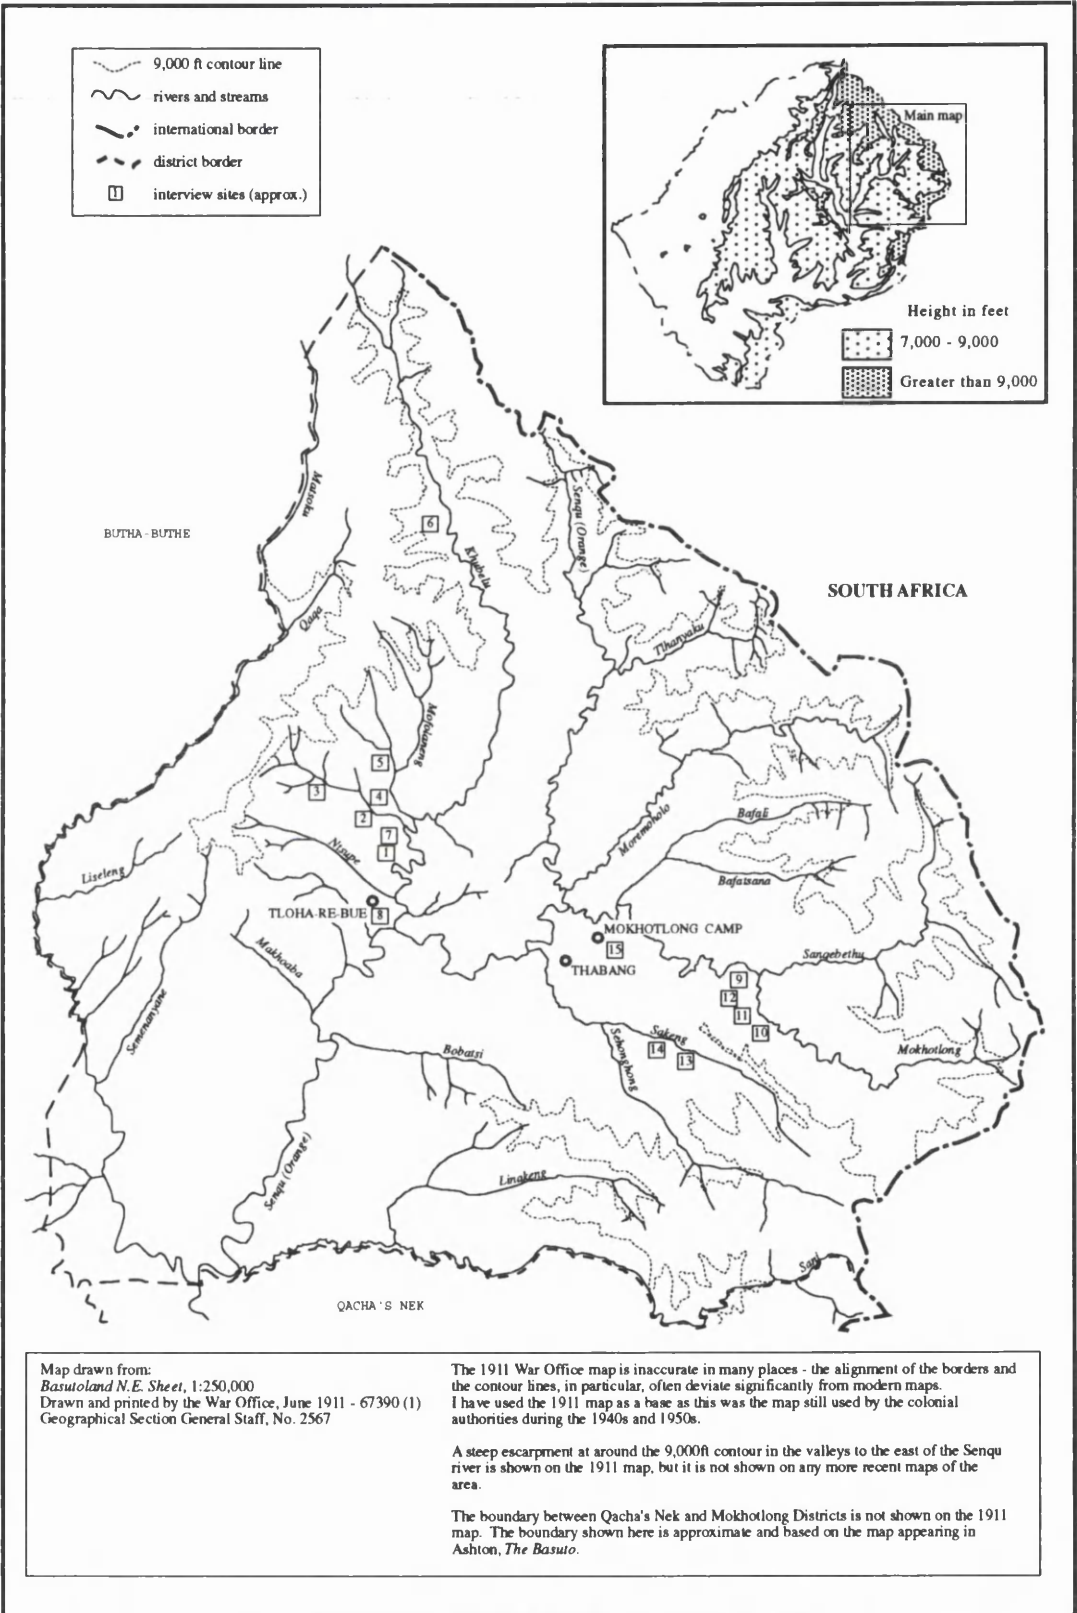 9,000 ft contour line
rivers and streams
international border
district border
1 interview sites (approx.)
Main map
Height in feet
7,000 - 9,000
Greater than 9,000
BUTHA-BUTHE
Matsoku
Qaqa
6
Khubelu
Senqu (Orange)
SOUTH AFRICA
Tlhanyaku
Mofolaneng
5
3
4
2
7
1
Ntsupe
Liseleng
TLOHA-RE-BUE
8
Makhoaba
Semenanyane
Moremoholo
Bafali
Bafatsana
MOKHOTLONG CAMP
15
THABANG
Sangebethu
9
12
11
10
Mokhotlong
Sakeng
14
13
Sehonghong
Bobatsi
Senqu (Orange)
Linakeng
Sani
QACHA'S NEK
Map drawn from:
Basutoland N.E. Sheet, 1:250,000
Drawn and printed by the War Office, June 1911 - 67390 (1)
Geographical Section General Staff, No. 2567
The 1911 War Office map is inaccurate in many places - the alignment of the borders and
the contour lines, in particular, often deviate significantly from modern maps.
I have used the 1911 map as a base as this was the map still used by the colonial
authorities during the 1940s and 1950s.
A steep escarpment at around the 9,000ft contour in the valleys to the east of the Senqu
river is shown on the 1911 map, but it is not shown on any more recent maps of the
area.
The boundary between Qacha's Nek and Mokhotlong Districts is not shown on the 1911
map. The boundary shown here is approximate and based on the map appearing in
Ashton, The Basuto.